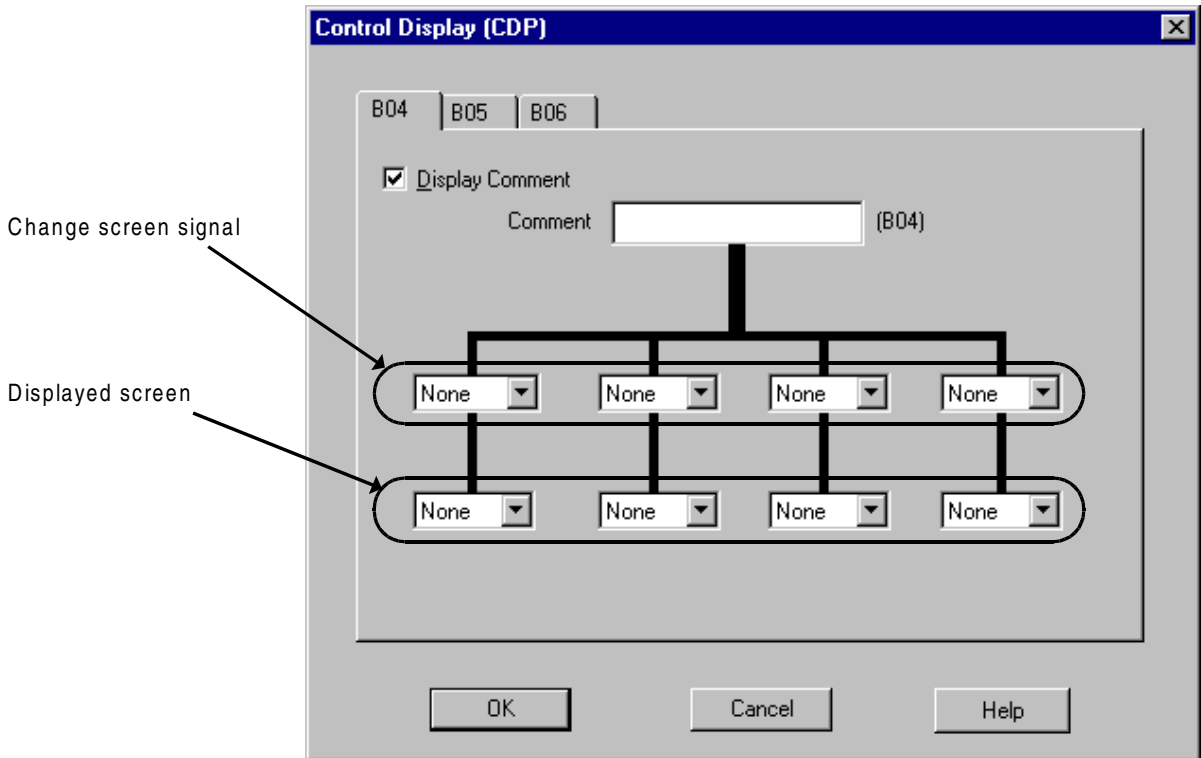 Control Display (CDP)
B04 B05 B06
Display Comment
Comment (B04)
Change screen signal
None None None None
Displayed screen
None None None None
OK Cancel Help